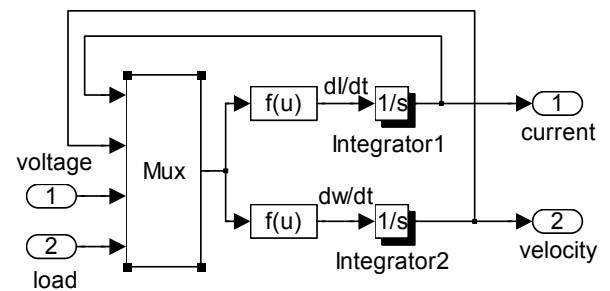 dI/dt
f(u)
1/s
1
Integrator1
current
voltage
Mux
1
dw/dt
2
f(u)
1/s
2
load
Integrator2
velocity